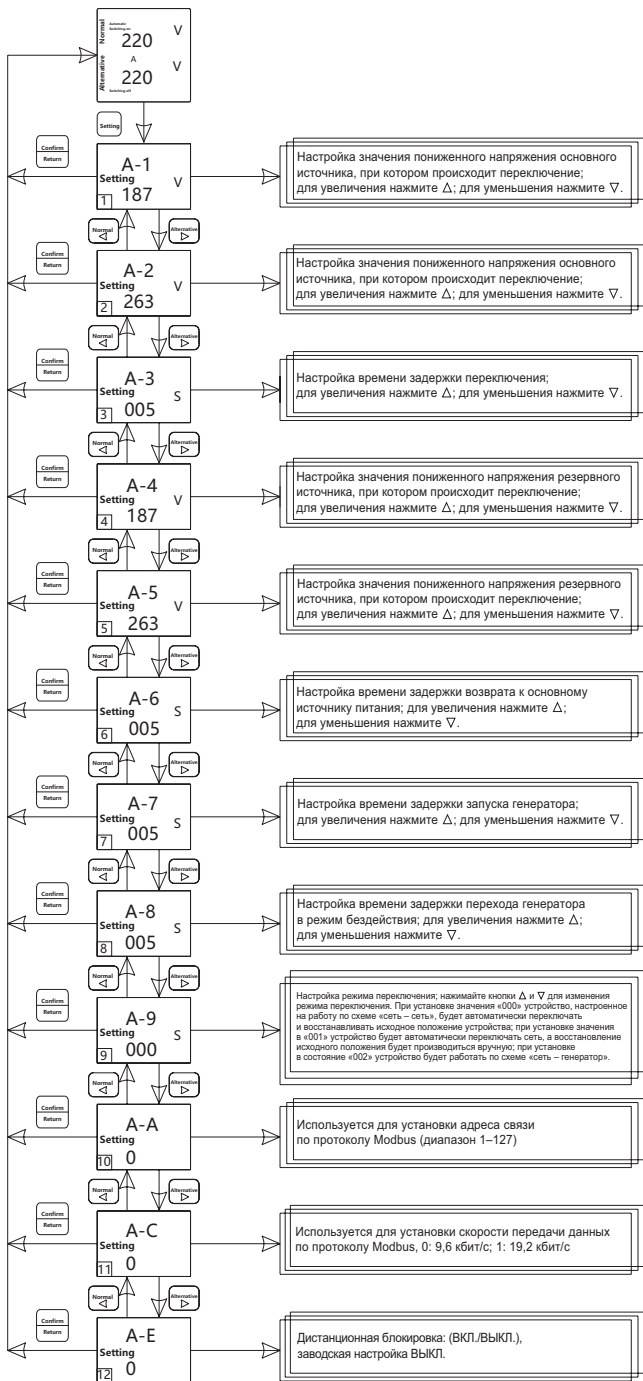 Normal
Automatic
Switching on
220 V
A
Alternative
220 V
Switching off
Setting
Confirm
Return
A-1
Setting
1 187 V
Настройка значения пониженного напряжения основного
источника, при котором происходит переключение;
для увеличения нажмите △; для уменьшения нажмите ▽.
Normal
◁
Alternative
▷
Confirm
Return
A-2
Setting
2 263 V
Настройка значения пониженного напряжения основного
источника, при котором происходит переключение;
для увеличения нажмите △; для уменьшения нажмите ▽.
Normal
◁
Alternative
▷
Confirm
Return
A-3
Setting
3 005 S
Настройка времени задержки переключения;
для увеличения нажмите △; для уменьшения нажмите ▽.
Normal
◁
Alternative
▷
Confirm
Return
A-4
Setting
4 187 V
Настройка значения пониженного напряжения резервного
источника, при котором происходит переключение;
для увеличения нажмите △; для уменьшения нажмите ▽.
Normal
◁
Alternative
▷
Confirm
Return
A-5
Setting
5 263 V
Настройка значения пониженного напряжения резервного
источника, при котором происходит переключение;
для увеличения нажмите △; для уменьшения нажмите ▽.
Normal
◁
Alternative
▷
Confirm
Return
A-6
Setting
6 005 S
Настройка времени задержки возврата к основному
источнику питания; для увеличения нажмите △;
для уменьшения нажмите ▽.
Normal
◁
Alternative
▷
Confirm
Return
A-7
Setting
7 005 S
Настройка времени задержки запуска генератора;
для увеличения нажмите △; для уменьшения нажмите ▽.
Normal
◁
Alternative
▷
Confirm
Return
A-8
Setting
8 005 S
Настройка времени задержки перехода генератора
в режим бездействия; для увеличения нажмите △;
для уменьшения нажмите ▽.
Normal
◁
Alternative
▷
Confirm
Return
A-9
Setting
9 000 S
Настройка режима переключения; нажимайте кнопки △ и ▽ для изменения
режима переключения. При установке значения «000» устройство, настроенное
на работу по схеме «сеть – сеть», будет автоматически переключать
и восстанавливать исходное положение устройства; при установке значения
в «001» устройство будет автоматически переключать сеть, а восстановление
исходного положения будет производиться вручную; при установке
в состояние «002» устройство будет работать по схеме «сеть – генератор».
Normal
◁
Alternative
▷
Confirm
Return
A-A
Setting
10 0
Используется для установки адреса связи
по протоколу Modbus (диапазон 1–127)
Normal
◁
Alternative
▷
Confirm
Return
A-C
Setting
11 0
Используется для установки скорости передачи данных
по протоколу Modbus, 0: 9,6 кбит/с; 1: 19,2 кбит/с
Normal
◁
Alternative
▷
Confirm
Return
A-E
Setting
12 0
Дистанционная блокировка: (ВКЛ./ВЫКЛ.),
заводская настройка ВЫКЛ.